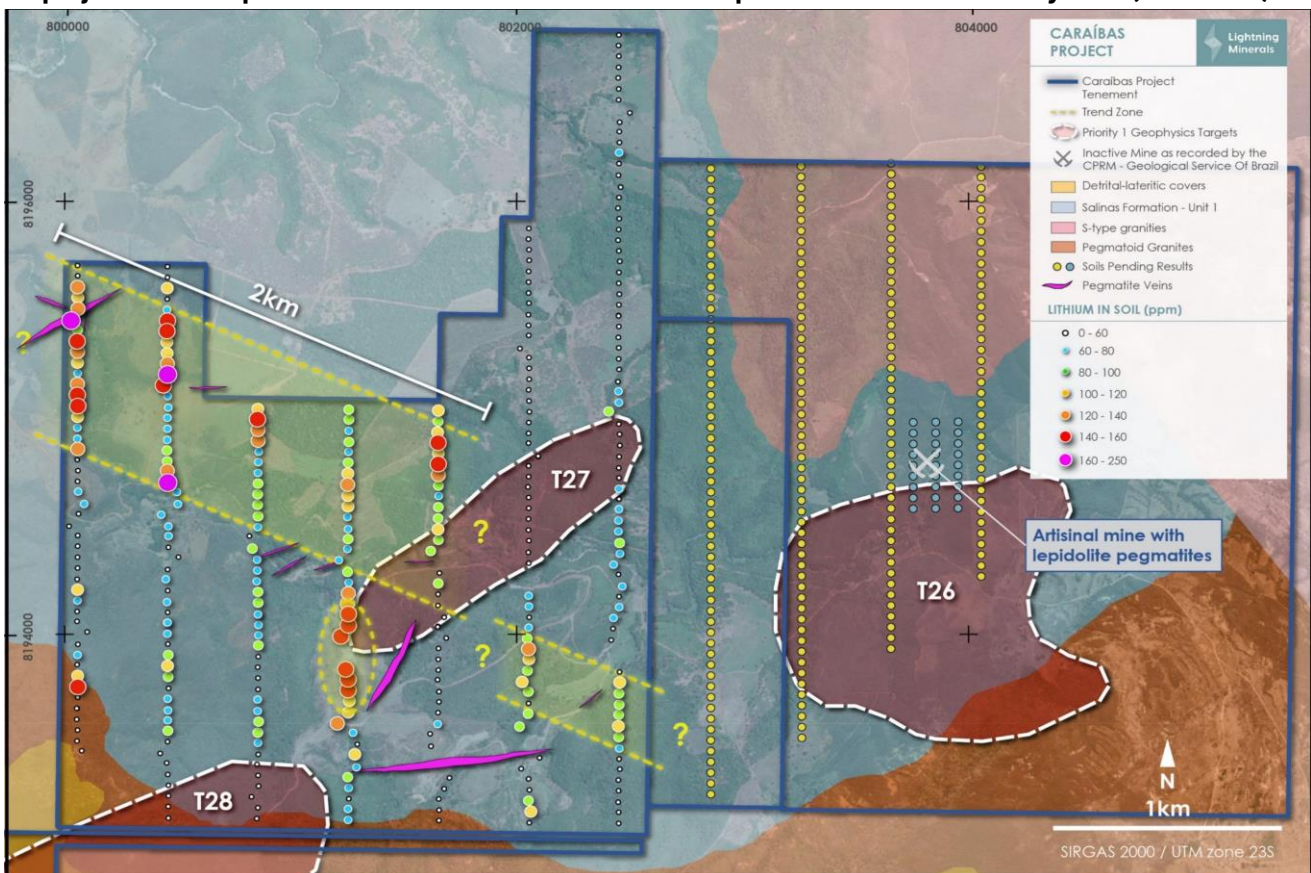 800000
802000
804000
8196000
8194000
2km
?
?
?
?
T27
T26
T28
Artisinal mine with
lepidolite pegmatites
N
1km
SIRGAS 2000 / UTM zone 23S
CARAÍBAS
PROJECT
Lightning
Minerals
Caraíbas Project
Tenement
Trend Zone
Priority 1 Geophysics Targets
Inactive Mine as recorded by the
CPRM - Geological Service Of Brazil
Detrital-lateritic covers
Salinas Formation - Unit 1
S-type granities
Pegmatoid Granites
Soils Pending Results
Pegmatite Veins
LITHIUM IN SOIL (ppm)
0 - 60
60 - 80
80 - 100
100 - 120
120 - 140
140 - 160
160 - 250